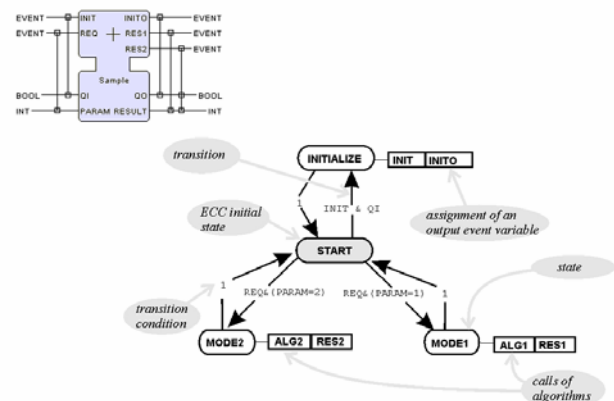 EVENT INIT INITO EVENT
EVENT REQ RES1 EVENT
RES2 EVENT
Sample
BOOL QI QO BOOL
INT PARAM RESULT INT
transition
INITIALIZE INIT INITO
1 INIT & QI
ECC initial
state
assignment of an
output event variable
START
state
1 REQ&(PARAM=2) REQ&(PARAM=1) 1
transition
condition
MODE2 ALG2 RES2 MODE1 ALG1 RES1
calls of
algorithms